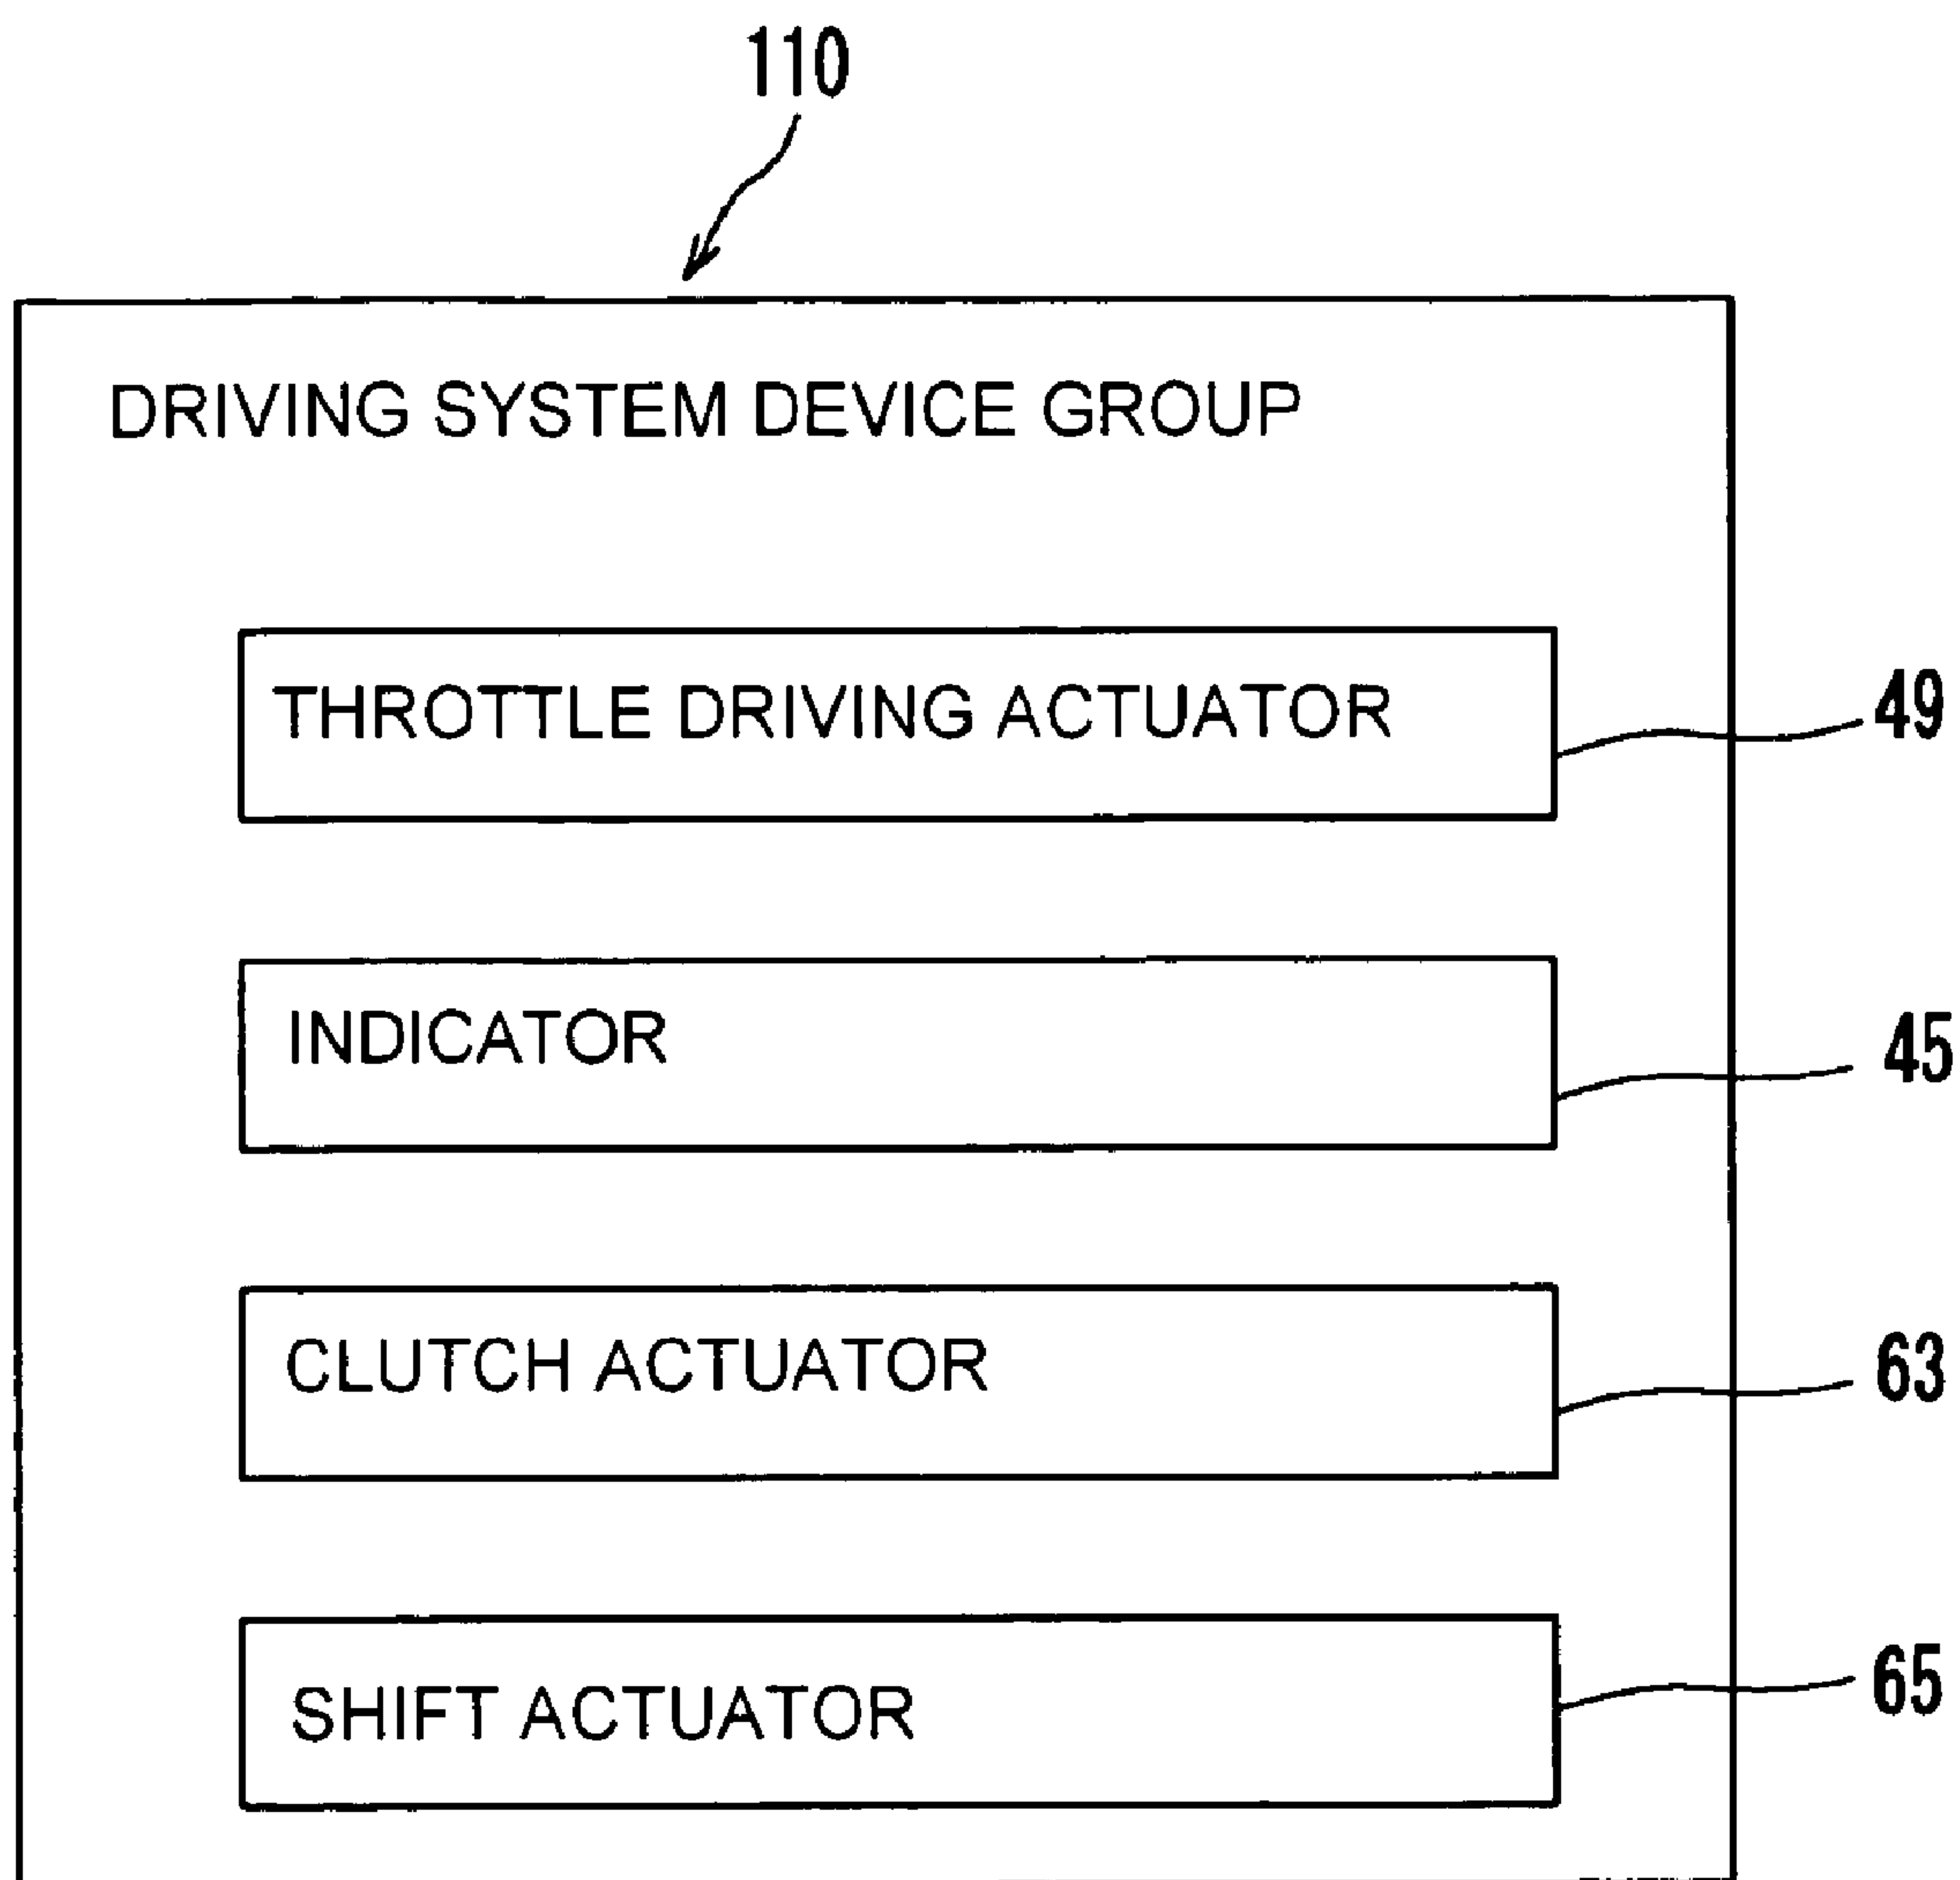 110
DRIVING SYSTEM DEVICE GROUP
THROTTLE DRIVING ACTUATOR
49
INDICATOR
45
CLUTCH ACTUATOR
63
SHIFT ACTUATOR
65